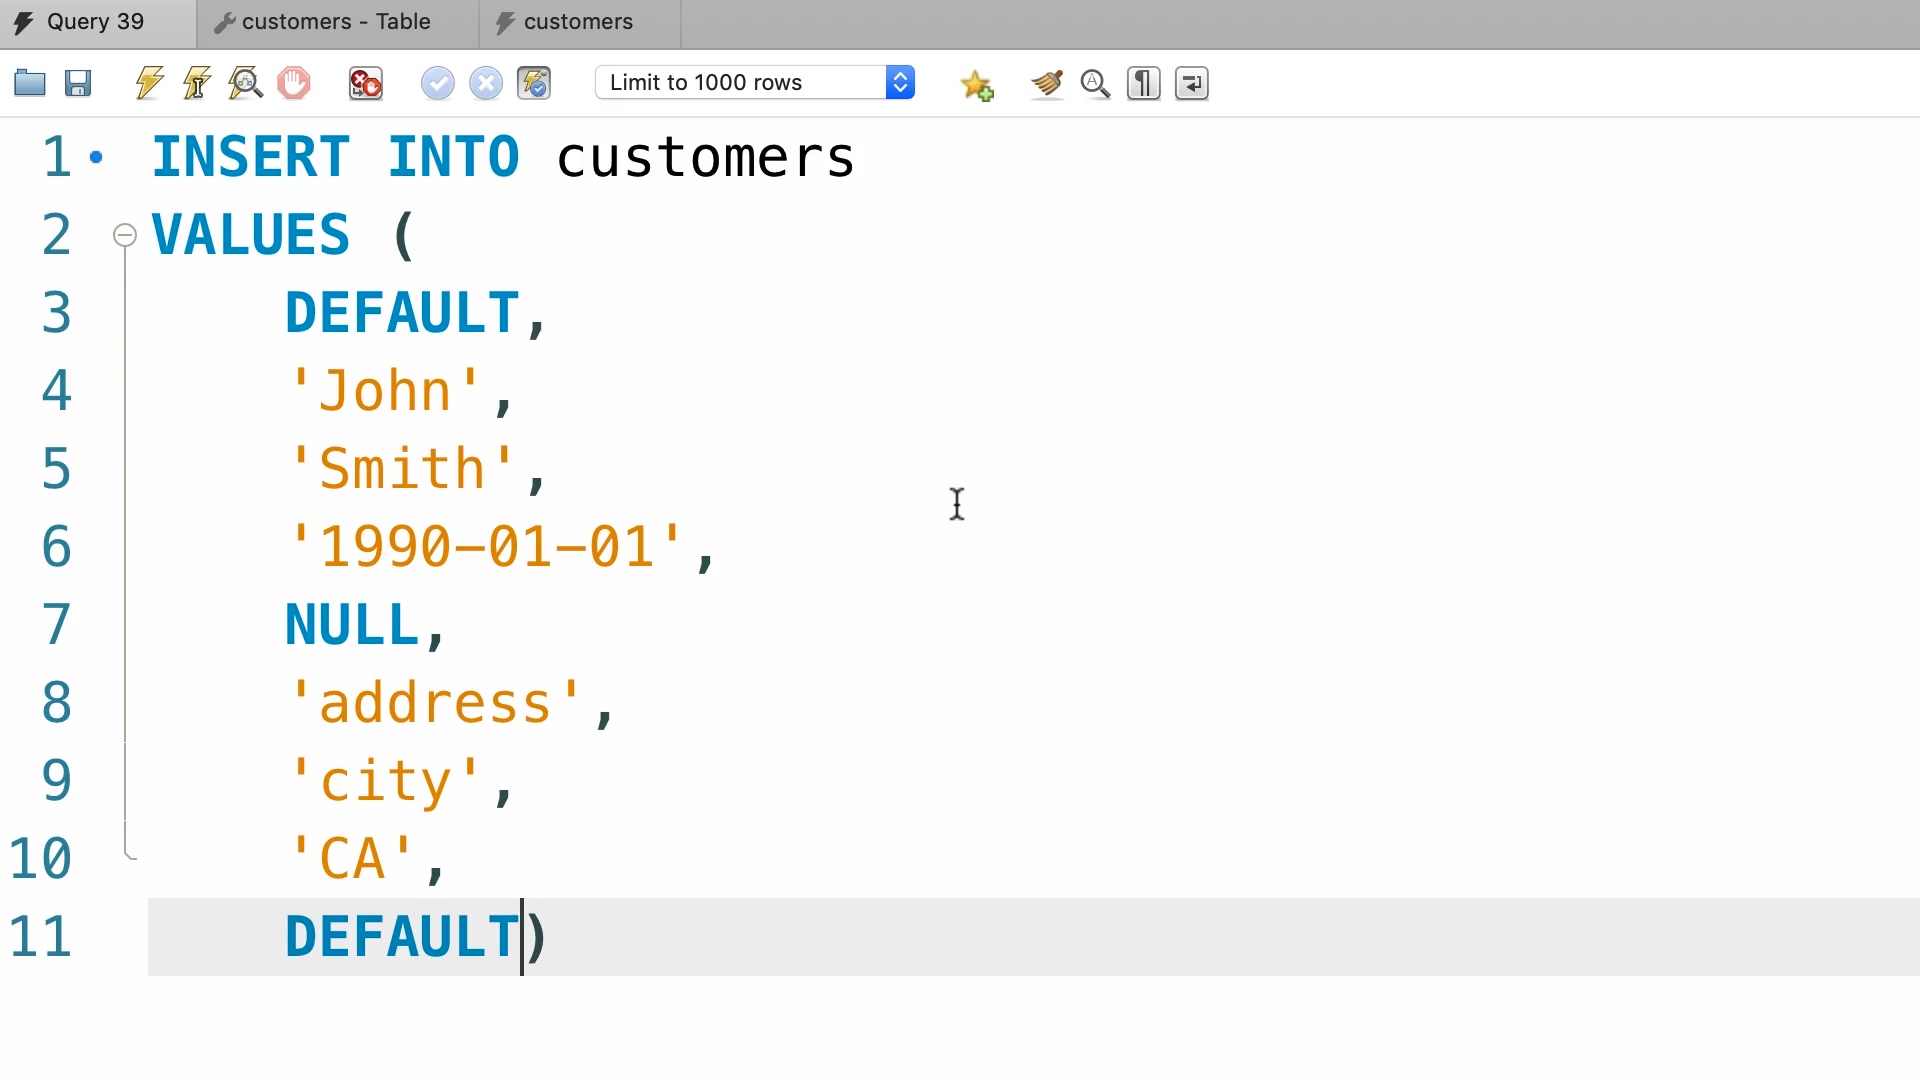 Query 39 customers - Table customers
Limit to 1000 rows
1 INSERT INTO customers
2 VALUES (
3 DEFAULT,
4 'John',
5 'Smith',
6 '1990-01-01',
7 NULL,
8 'address',
9 'city',
10 'CA',
11 DEFAULT)